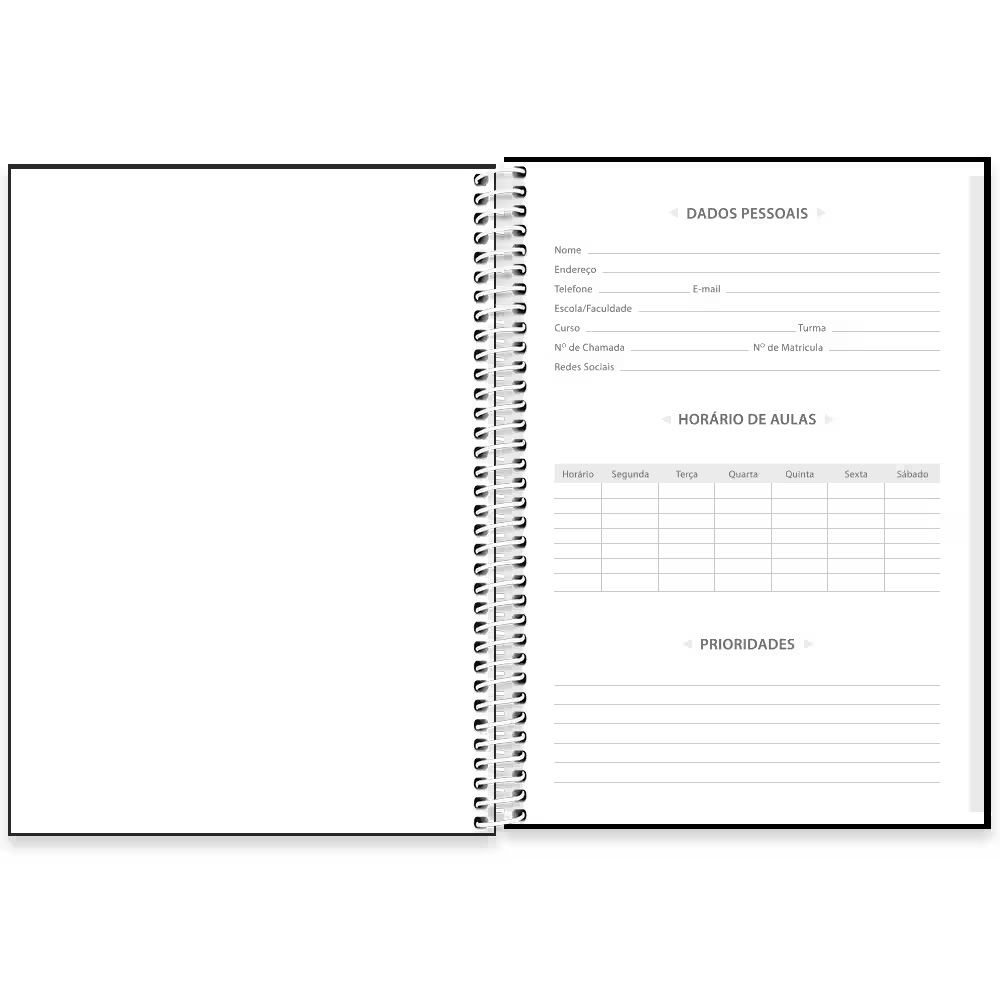 DADOS PESSOAIS
Nome
Endereço
Telefone E-mail
Escola/Faculdade
Curso Turma
Nº de Chamada Nº de Matricula
Redes Sociais
HORÁRIO DE AULAS
Horário Segunda Terça Quarta Quinta Sexta Sábado
PRIORIDADES